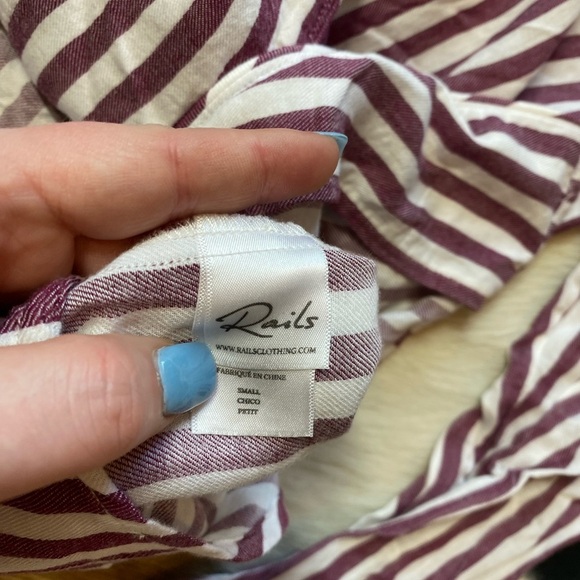 Rails
WWW.RAILSCLOTHING.COM
FABRIQUÉ EN CHINE
SMALL
CHICO
PETIT